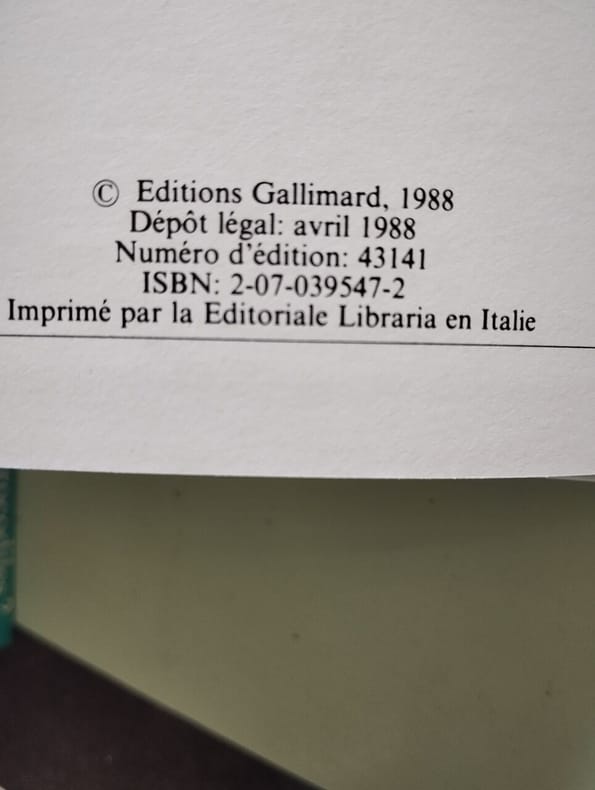 © Editions Gallimard, 1988
Dépôt légal: avril 1988
Numéro d'édition: 43141
ISBN: 2-07-039547-2
Imprimé par la Editoriale Libraria en Italie